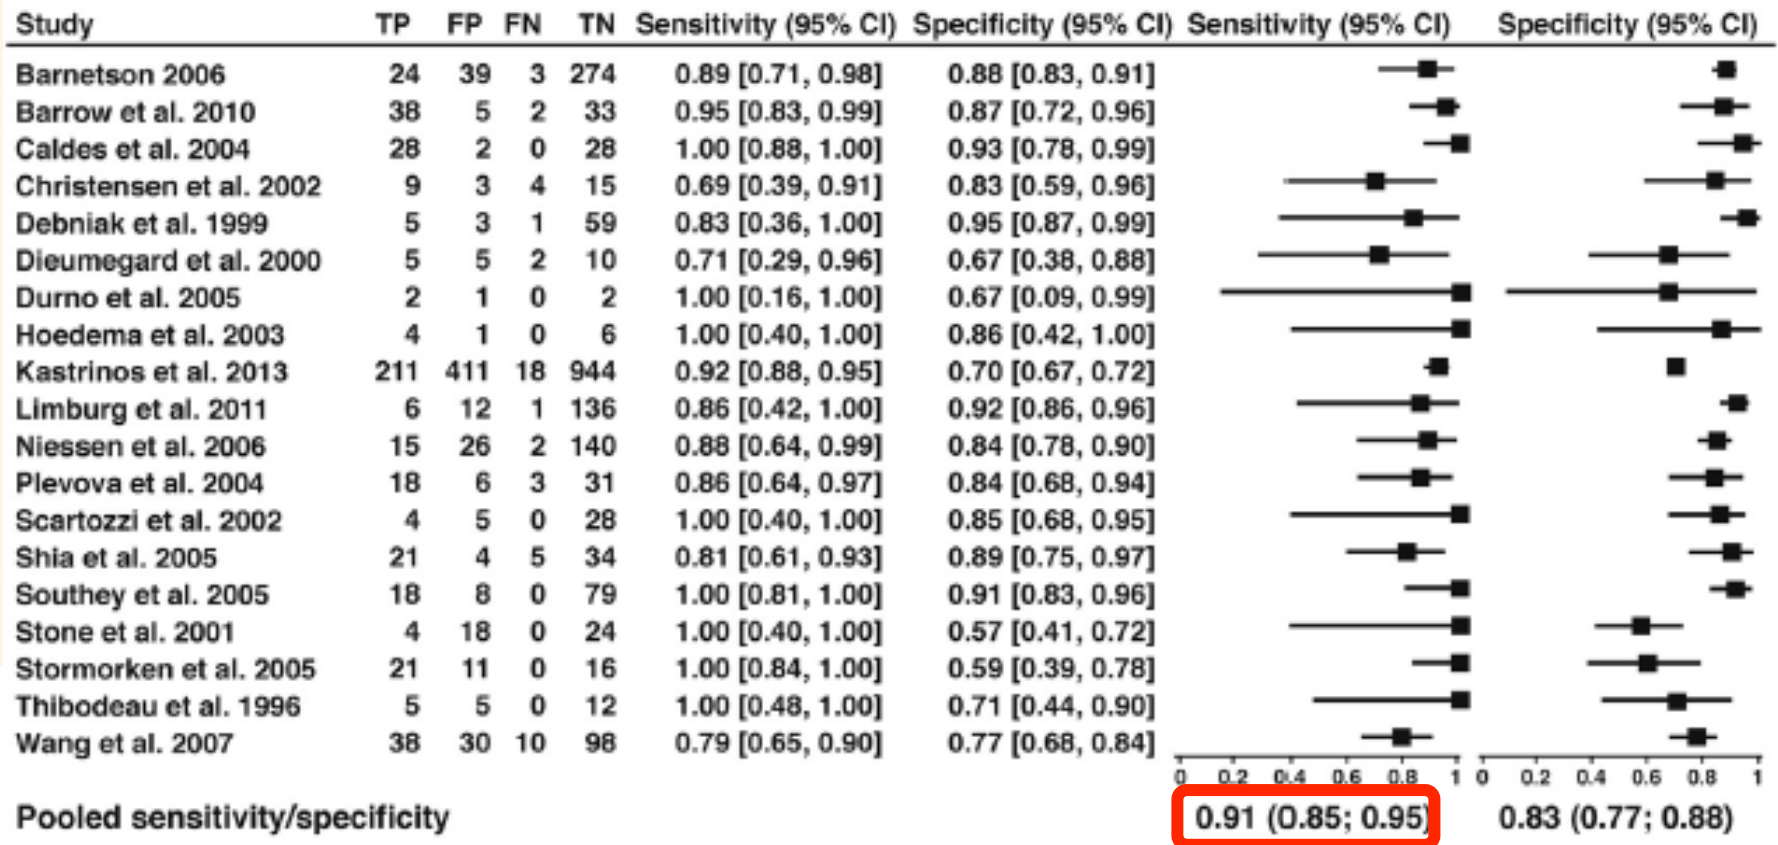 Study TP FP FN TN Sensitivity (95% CI) Specificity (95% CI) Sensitivity (95% CI) Specificity (95% CI)
Barnetson 2006 24 39 3 274 0.89 [0.71, 0.98] 0.88 [0.83, 0.91]
Barrow et al. 2010 38 5 2 33 0.95 [0.83, 0.99] 0.87 [0.72, 0.96]
Caldes et al. 2004 28 2 0 28 1.00 [0.88, 1.00] 0.93 [0.78, 0.99]
Christensen et al. 2002 9 3 4 15 0.69 [0.39, 0.91] 0.83 [0.59, 0.96]
Debniak et al. 1999 5 3 1 59 0.83 [0.36, 1.00] 0.95 [0.87, 0.99]
Dieumegard et al. 2000 5 5 2 10 0.71 [0.29, 0.96] 0.67 [0.38, 0.88]
Durno et al. 2005 2 1 0 2 1.00 [0.16, 1.00] 0.67 [0.09, 0.99]
Hoedema et al. 2003 4 1 0 6 1.00 [0.40, 1.00] 0.86 [0.42, 1.00]
Kastrinos et al. 2013 211 411 18 944 0.92 [0.88, 0.95] 0.70 [0.67, 0.72]
Limburg et al. 2011 6 12 1 136 0.86 [0.42, 1.00] 0.92 [0.86, 0.96]
Niessen et al. 2006 15 26 2 140 0.88 [0.64, 0.99] 0.84 [0.78, 0.90]
Plevova et al. 2004 18 6 3 31 0.86 [0.64, 0.97] 0.84 [0.68, 0.94]
Scartozzi et al. 2002 4 5 0 28 1.00 [0.40, 1.00] 0.85 [0.68, 0.95]
Shia et al. 2005 21 4 5 34 0.81 [0.61, 0.93] 0.89 [0.75, 0.97]
Southey et al. 2005 18 8 0 79 1.00 [0.81, 1.00] 0.91 [0.83, 0.96]
Stone et al. 2001 4 18 0 24 1.00 [0.40, 1.00] 0.57 [0.41, 0.72]
Stormorken et al. 2005 21 11 0 16 1.00 [0.84, 1.00] 0.59 [0.39, 0.78]
Thibodeau et al. 1996 5 5 0 12 1.00 [0.48, 1.00] 0.71 [0.44, 0.90]
Wang et al. 2007 38 30 10 98 0.79 [0.65, 0.90] 0.77 [0.68, 0.84]
0 0.2 0.4 0.6 0.8 1 0 0.2 0.4 0.6 0.8 1
Pooled sensitivity/specificity 0.91 (0.85; 0.95) 0.83 (0.77; 0.88)